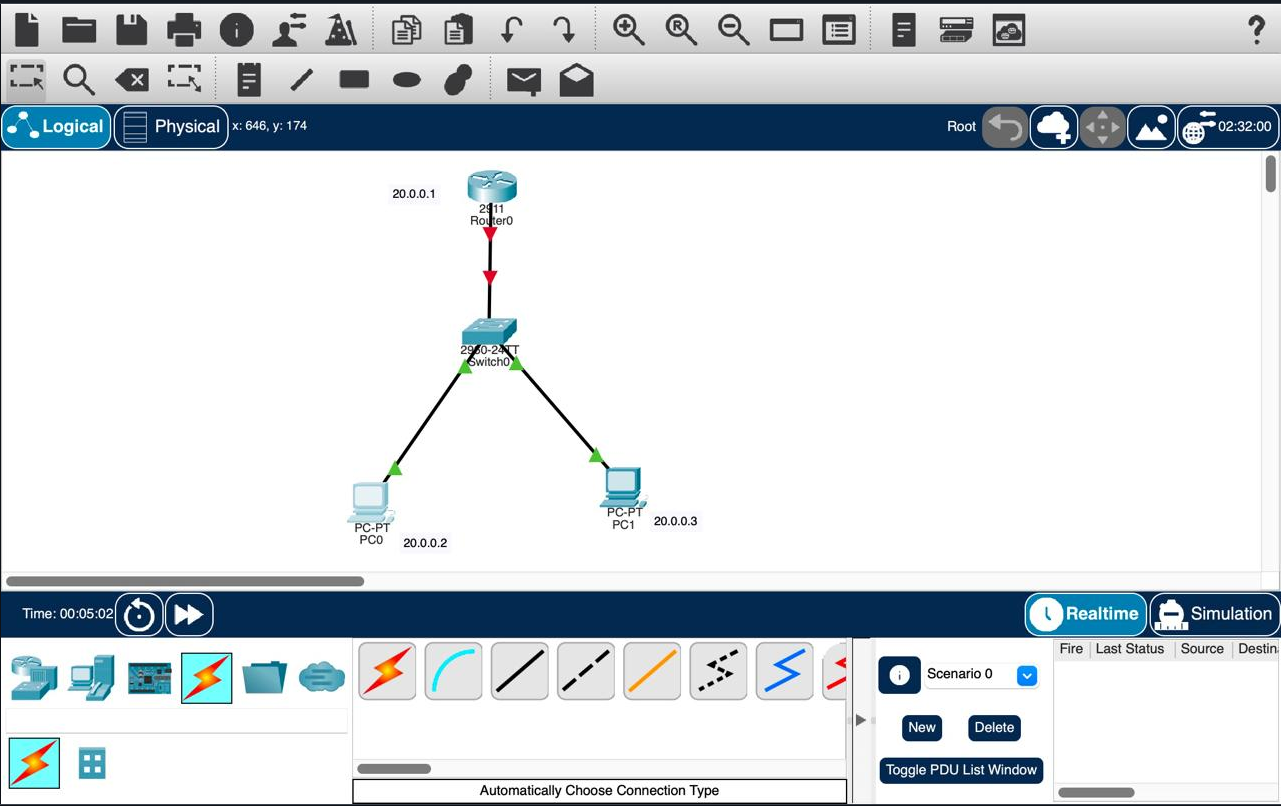 Logical
Physical
x: 646, y: 174
Root
02:32:00
20.0.0.1
2911
Router0
2960-24TT
Switch0
PC-PT
PC0
20.0.0.2
PC-PT
PC1
20.0.0.3
Time: 00:05:02
Realtime
Simulation
Scenario 0
New
Delete
Toggle PDU List Window
Fire
Last Status
Source
Destin
Automatically Choose Connection Type